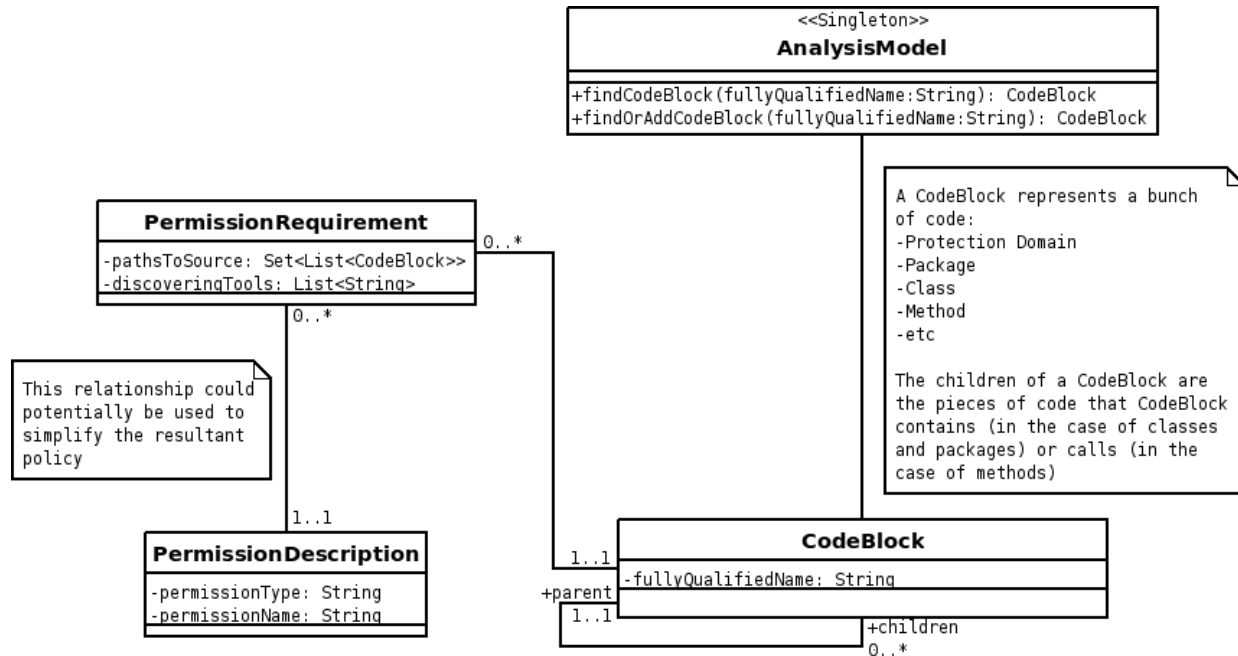 <<Singleton>>
AnalysisModel
+findCodeBlock(fullyQualifiedName:String): CodeBlock
+findOrAddCodeBlock(fullyQualifiedName:String): CodeBlock
A CodeBlock represents a bunch
of code:
-Protection Domain
-Package
-Class
-Method
-etc
The children of a CodeBlock are
the pieces of code that CodeBlock
contains (in the case of classes
and packages) or calls (in the
case of methods)
PermissionRequirement
-pathsToSource: Set<List<CodeBlock>>
-discoveringTools: List<String>
0..*
0..*
This relationship could
potentially be used to
simplify the resultant
policy
1..1
PermissionDescription
-permissionType: String
-permissionName: String
CodeBlock
-fullyQualifiedName: String
1..1
+parent
1..1
+children
0..*